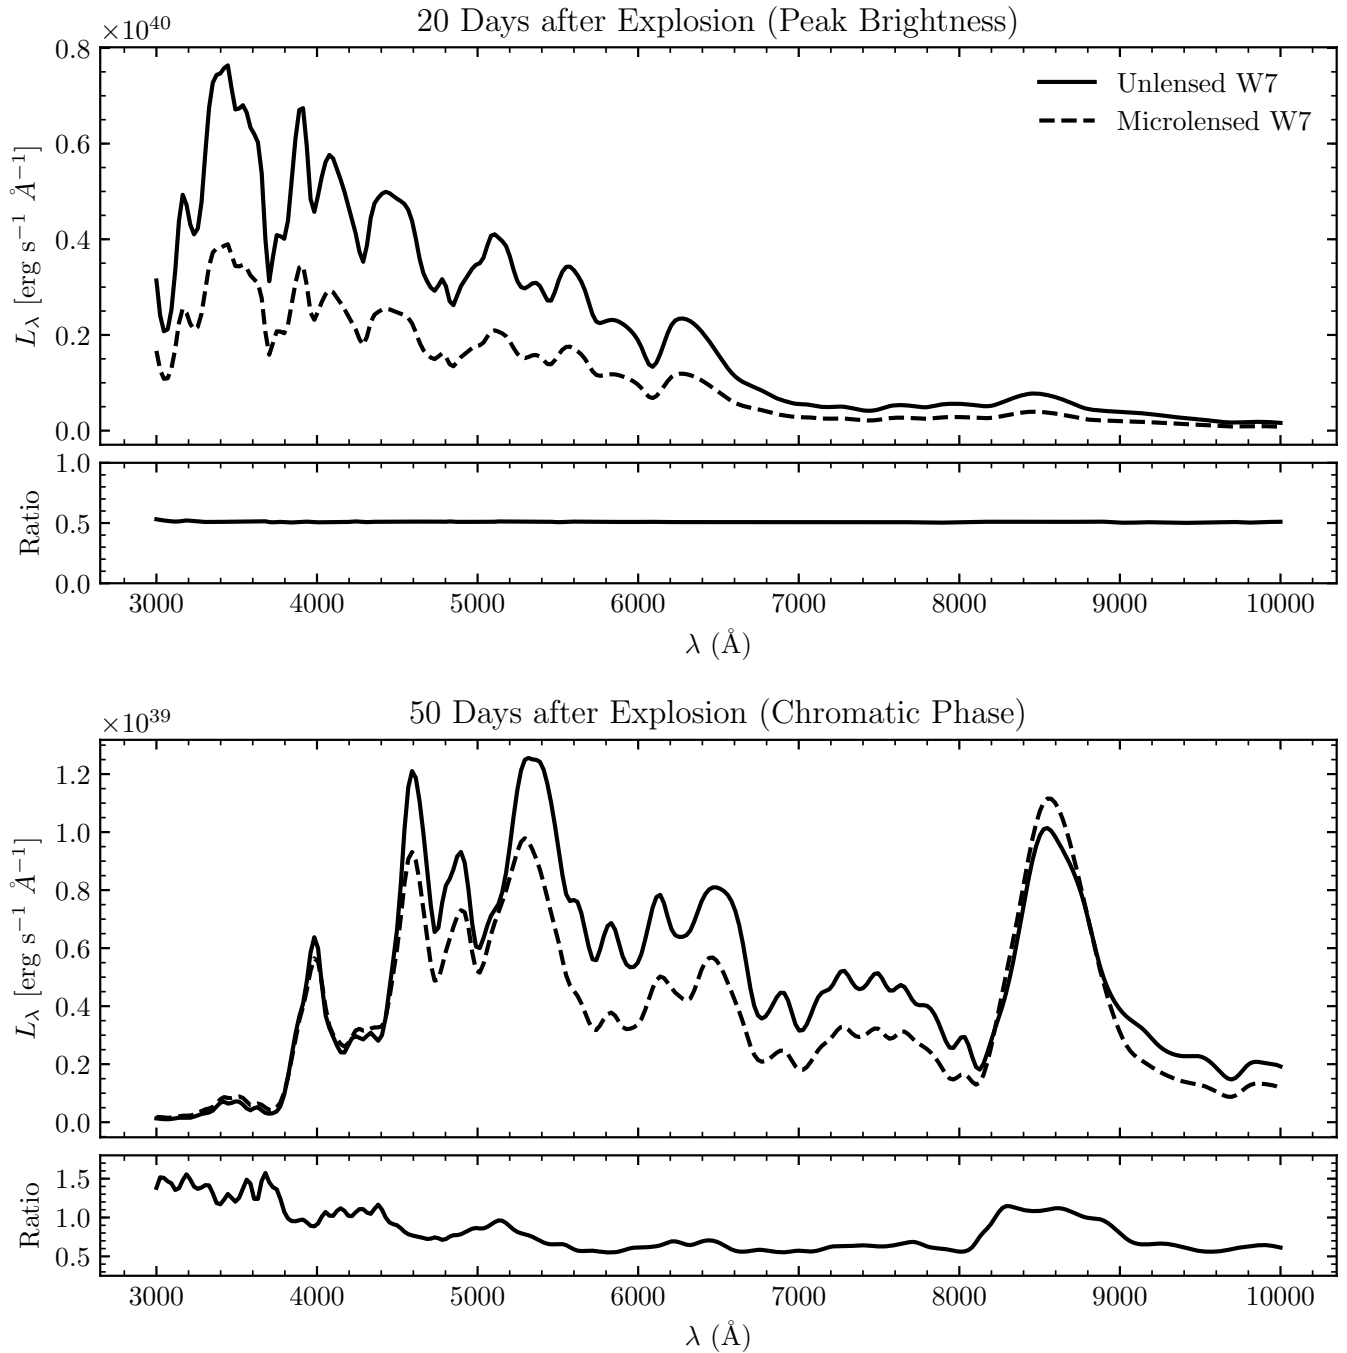 20 Days after Explosion (Peak Brightness)
×10⁴⁰
0.8
0.6
0.4
0.2
0.0
L_λ [erg s⁻¹ Å⁻¹]
Unlensed W7
Microlensed W7
1.0
0.5
0.0
Ratio
3000 4000 5000 6000 7000 8000 9000 10000
λ (Å)
50 Days after Explosion (Chromatic Phase)
×10³⁹
1.2
1.0
0.8
0.6
0.4
0.2
0.0
L_λ [erg s⁻¹ Å⁻¹]
1.5
1.0
0.5
Ratio
3000 4000 5000 6000 7000 8000 9000 10000
λ (Å)